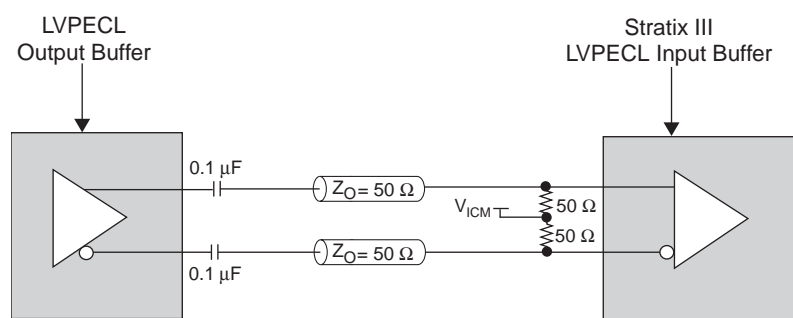 LVPECL
Output Buffer
Stratix III
LVPECL Input Buffer
0.1 μF
Z_O = 50 Ω
V_ICM
50 Ω
50 Ω
Z_O = 50 Ω
0.1 μF